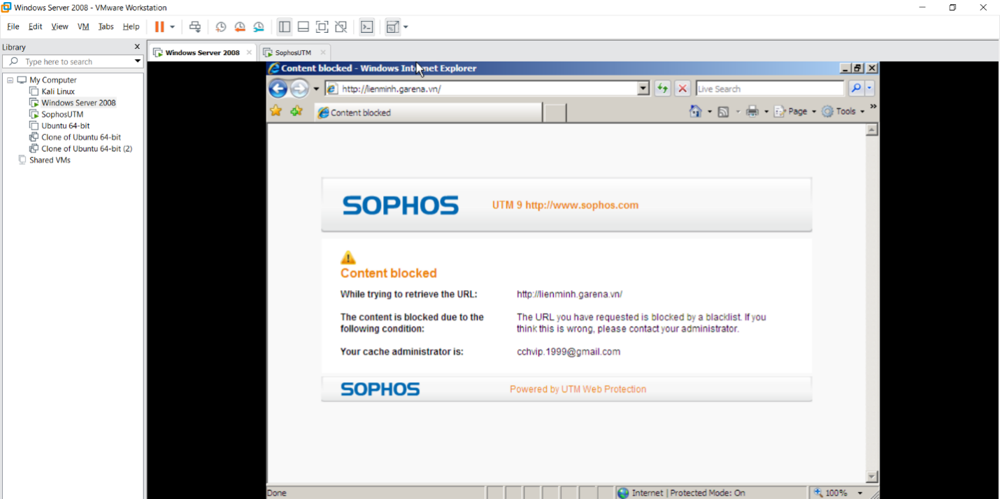 Windows Server 2008 - VMware Workstation
File Edit View VM Tabs Help
Library
Type here to search
My Computer
Kali Linux
Windows Server 2008
SophosUTM
Ubuntu 64-bit
Clone of Ubuntu 64-bit
Clone of Ubuntu 64-bit (2)
Shared VMs
Windows Server 2008 SophosUTM
Content blocked - Windows Internet Explorer
http://lienminh.garena.vn/ Live Search
Content blocked Page Tools
SOPHOS UTM 9 http://www.sophos.com
Content blocked
While trying to retrieve the URL: http://lienminh.garena.vn/
The content is blocked due to the The URL you have requested is blocked by a blacklist. If you
following condition: think this is wrong, please contact your administrator.
Your cache administrator is: cchvip.1999@gmail.com
SOPHOS Powered by UTM Web Protection
Done Internet | Protected Mode: On 100%